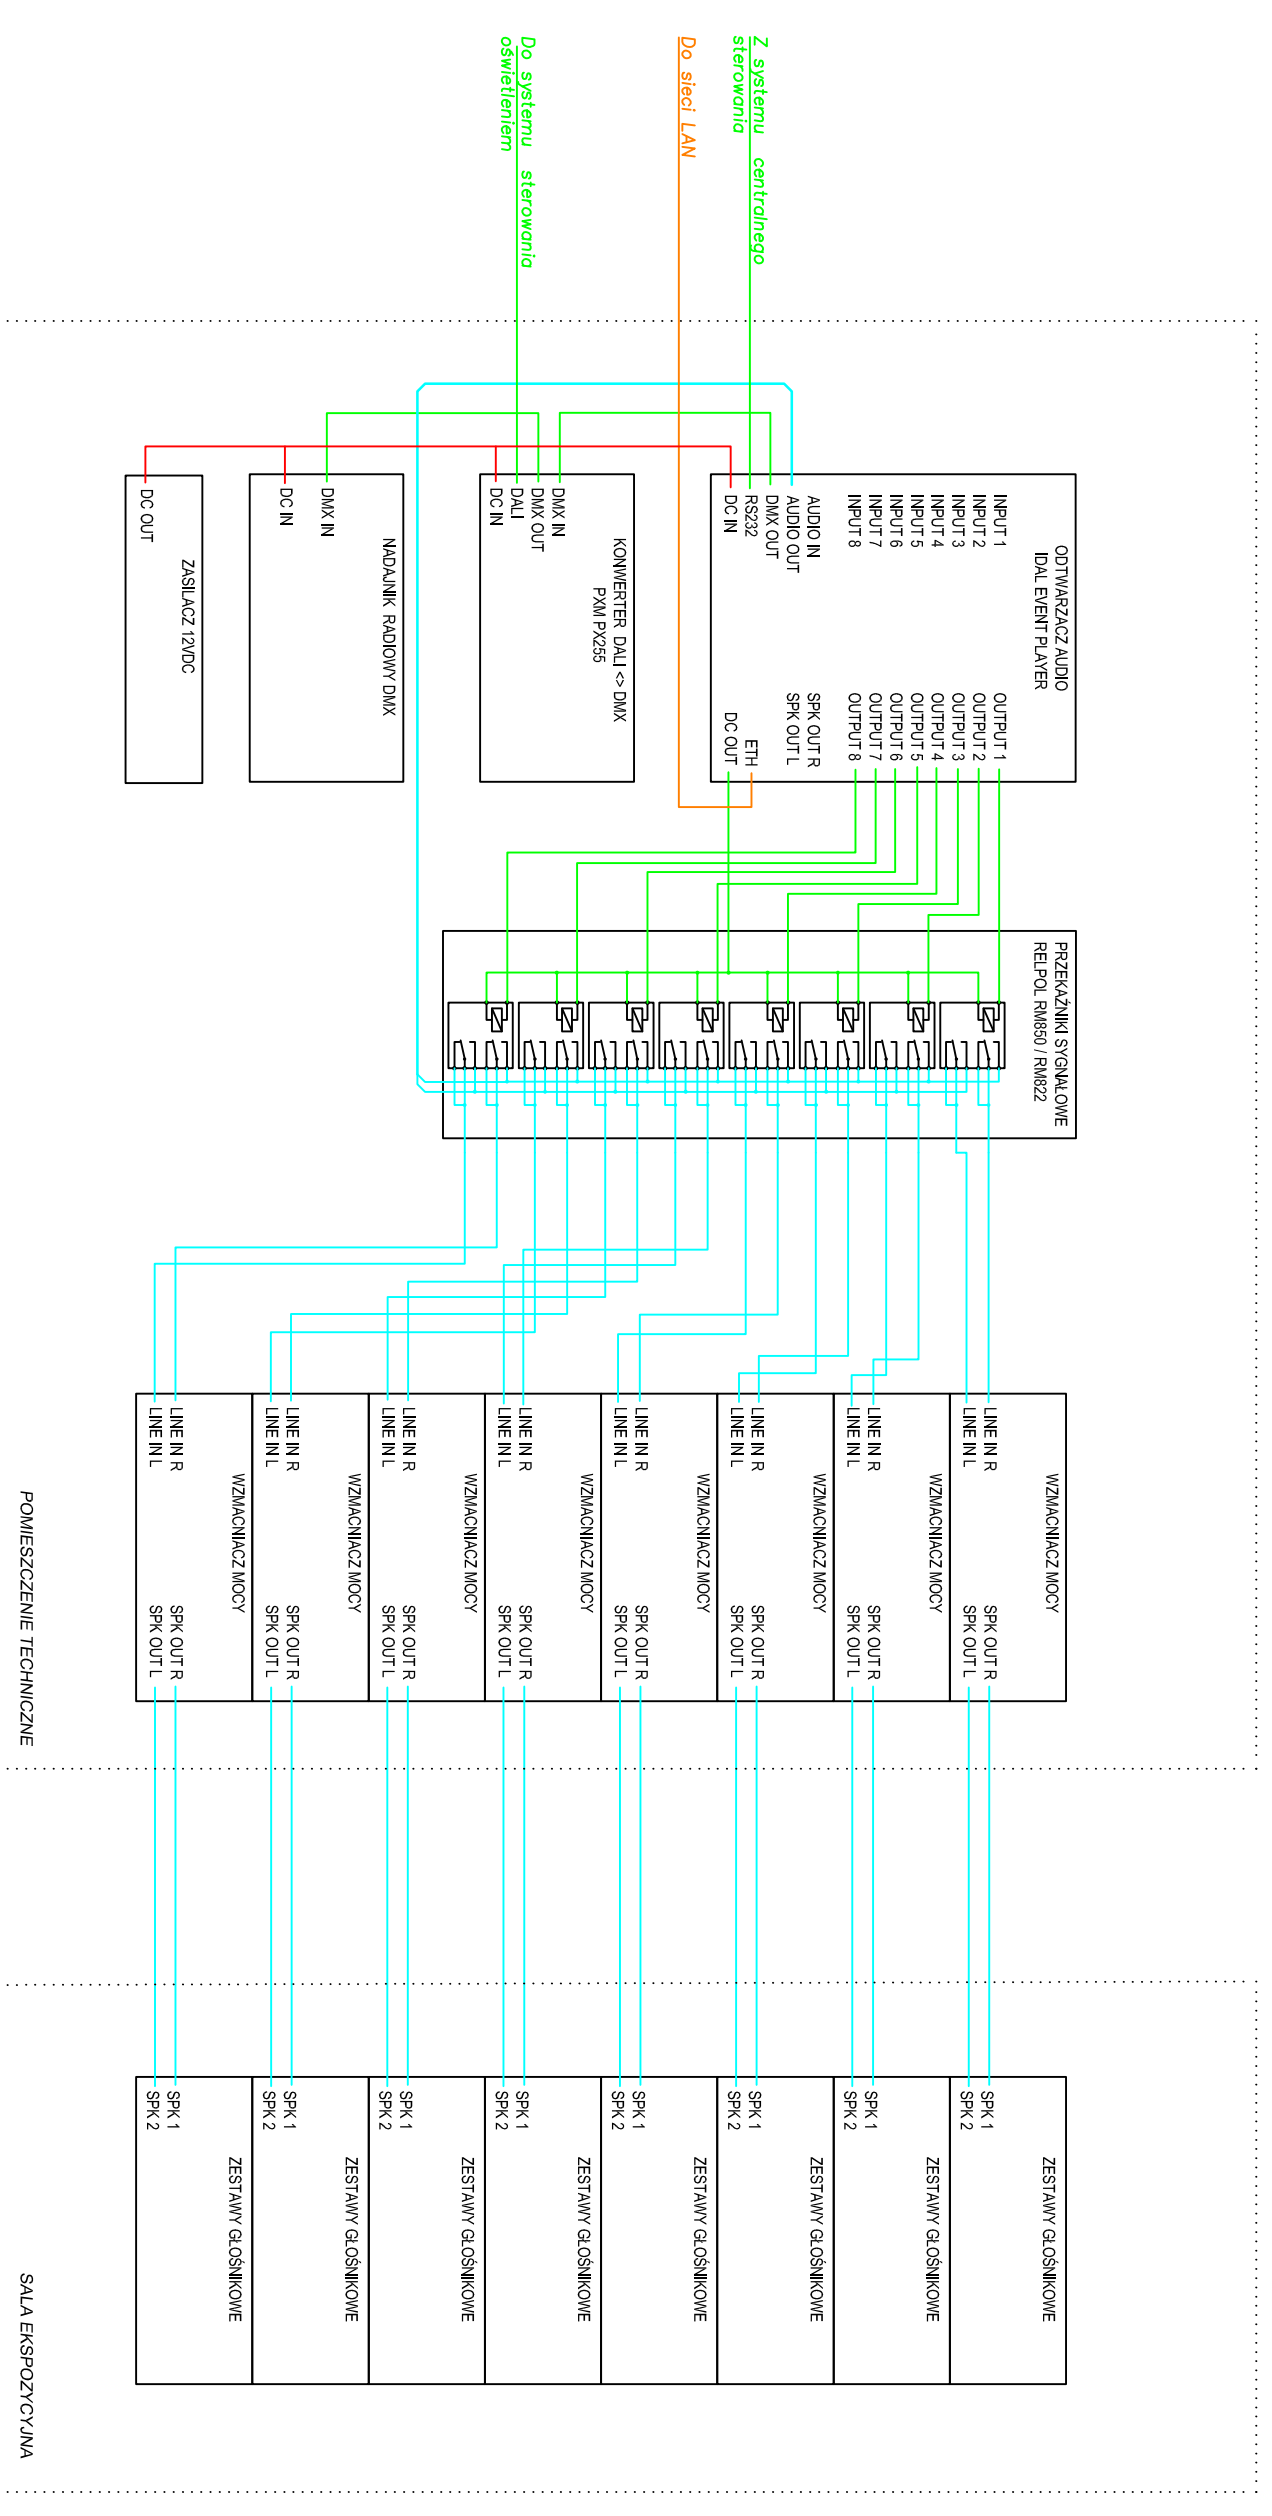 Z systemu centralnego
sterowania
Do sieci LAN
Do systemu sterowania
oświetleniem
ODTWARZACZ AUDIO
IDAL EVENT PLAYER
INPUT 1
INPUT 2
INPUT 3
INPUT 4
INPUT 5
INPUT 6
INPUT 7
INPUT 8
AUDIO IN
AUDIO OUT
DMX OUT
RS232
DC IN
OUTPUT 1
OUTPUT 2
OUTPUT 3
OUTPUT 4
OUTPUT 5
OUTPUT 6
OUTPUT 7
OUTPUT 8
SPK OUT R
SPK OUT L
ETH
DC OUT
KONWERTER DALI <> DMX
PXM PX255
DMX IN
DMX OUT
DALI
DC IN
NADAJNIK RADIOWY DMX
DMX IN
DC IN
ZASILACZ 12VDC
DC OUT
PRZEKAŹNIKI SYGNAŁOWE
RELPOL RM850 / RM822
WZMACNIACZ MOCY
LINE IN R
LINE IN L
SPK OUT R
SPK OUT L
WZMACNIACZ MOCY
LINE IN R
LINE IN L
SPK OUT R
SPK OUT L
WZMACNIACZ MOCY
LINE IN R
LINE IN L
SPK OUT R
SPK OUT L
WZMACNIACZ MOCY
LINE IN R
LINE IN L
SPK OUT R
SPK OUT L
WZMACNIACZ MOCY
LINE IN R
LINE IN L
SPK OUT R
SPK OUT L
WZMACNIACZ MOCY
LINE IN R
LINE IN L
SPK OUT R
SPK OUT L
WZMACNIACZ MOCY
LINE IN R
LINE IN L
SPK OUT R
SPK OUT L
WZMACNIACZ MOCY
LINE IN R
LINE IN L
SPK OUT R
SPK OUT L
POMIESZCZENIE TECHNICZNE
ZESTAWY GŁOŚNIKOWE
SPK 1
SPK 2
ZESTAWY GŁOŚNIKOWE
SPK 1
SPK 2
ZESTAWY GŁOŚNIKOWE
SPK 1
SPK 2
ZESTAWY GŁOŚNIKOWE
SPK 1
SPK 2
ZESTAWY GŁOŚNIKOWE
SPK 1
SPK 2
ZESTAWY GŁOŚNIKOWE
SPK 1
SPK 2
ZESTAWY GŁOŚNIKOWE
SPK 1
SPK 2
ZESTAWY GŁOŚNIKOWE
SPK 1
SPK 2
SALA EKSPOZYCYJNA